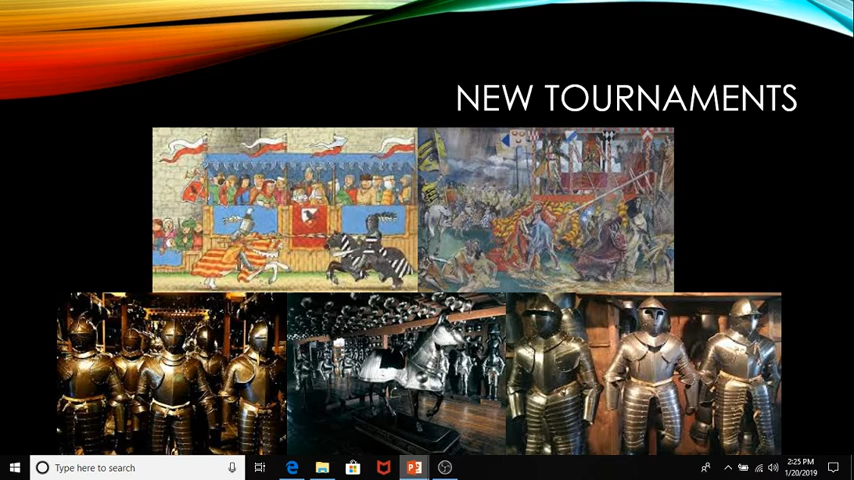 NEW TOURNAMENTS
Type here to search
2:25 PM
1/20/2019